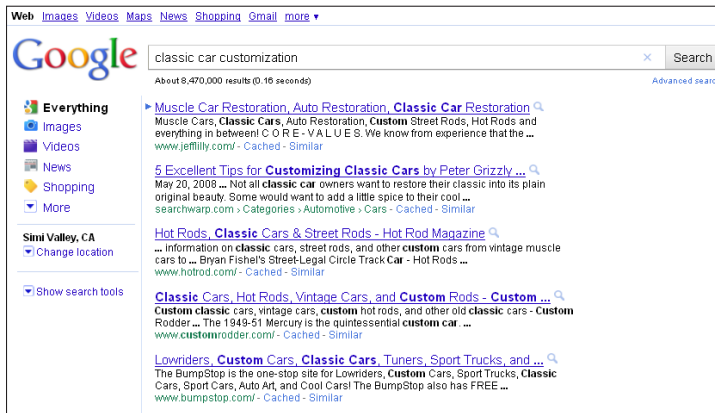 Web Images Videos Maps News Shopping Gmail more ▼
Google
classic car customization × Search
About 8,470,000 results (0.16 seconds) Advanced search
Everything
Images
Videos
News
Shopping
More
Simi Valley, CA
Change location
Show search tools
Muscle Car Restoration, Auto Restoration, Classic Car Restoration
Muscle Cars, Classic Cars, Auto Restoration, Custom Street Rods, Hot Rods and
everything in between! C O R E - V A L U E S. We know from experience that the ...
www.jefflilly.com/ - Cached - Similar
5 Excellent Tips for Customizing Classic Cars by Peter Grizzly ...
May 20, 2008 ... Not all classic car owners want to restore their classic into its plain
original beauty. Some would want to add a little spice to their cool ...
searchwarp.com › Categories › Automotive › Cars - Cached - Similar
Hot Rods, Classic Cars & Street Rods - Hot Rod Magazine
... information on classic cars, street rods, and other custom cars from vintage muscle
cars to ... Bryan Fishel's Street-Legal Circle Track Car - Hot Rods ...
www.hotrod.com/ - Cached - Similar
Classic Cars, Hot Rods, Vintage Cars, and Custom Rods - Custom ...
Custom classic cars, vintage cars, custom hot rods, and other old classic cars - Custom
Rodder ... The 1949-51 Mercury is the quintessential custom car. ...
www.customrodder.com/ - Cached - Similar
Lowriders, Custom Cars, Classic Cars, Tuners, Sport Trucks, and ...
The BumpStop is the one-stop site for Lowriders, Custom Cars, Sport Trucks, Classic
Cars, Sport Cars, Auto Art, and Cool Cars! The BumpStop also has FREE ...
www.bumpstop.com/ - Cached - Similar